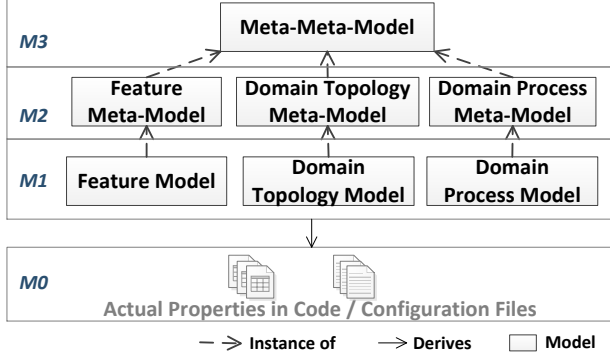 M3
Meta-Meta-Model
M2
Feature
Meta-Model
Domain Topology
Meta-Model
Domain Process
Meta-Model
M1
Feature Model
Domain
Topology Model
Domain
Process Model
M0
Actual Properties in Code / Configuration Files
Instance of
Derives
Model